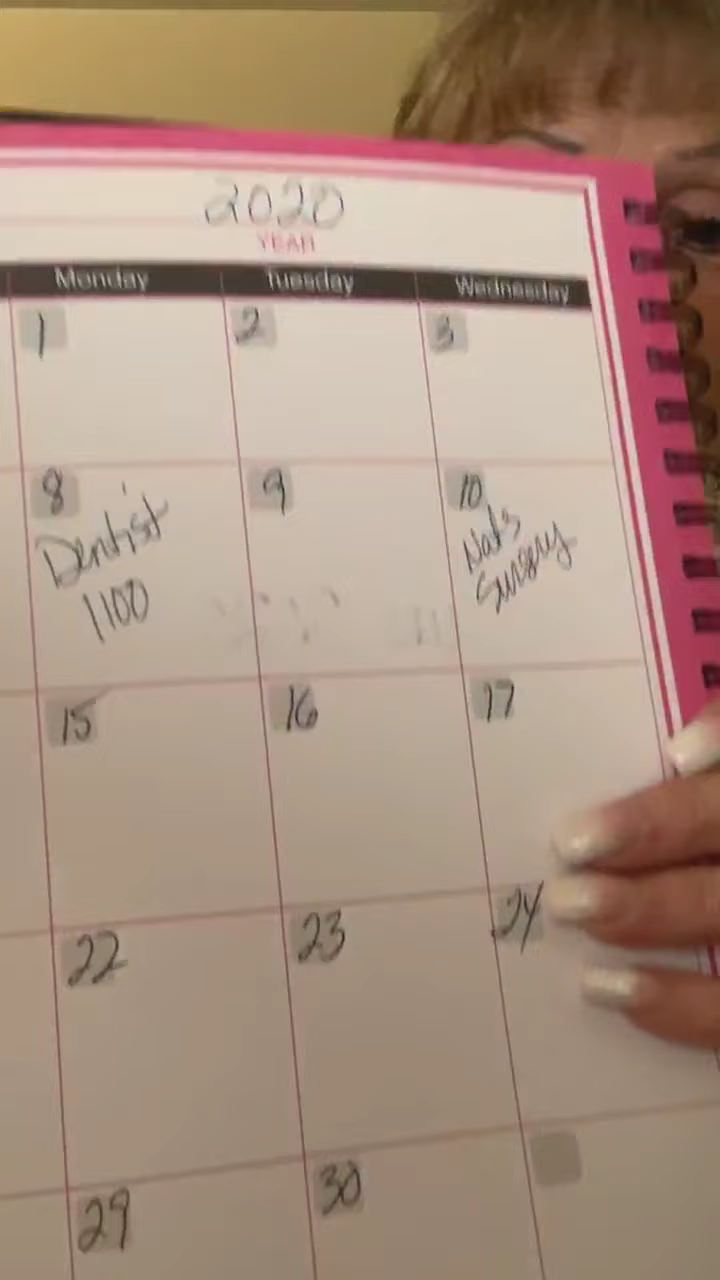 2020
YEAR
Monday Tuesday Wednesday
1 2 3
8 9 10
Dentist
1100
Nat's
Surgery
15 16 17
22 23 24
29 30